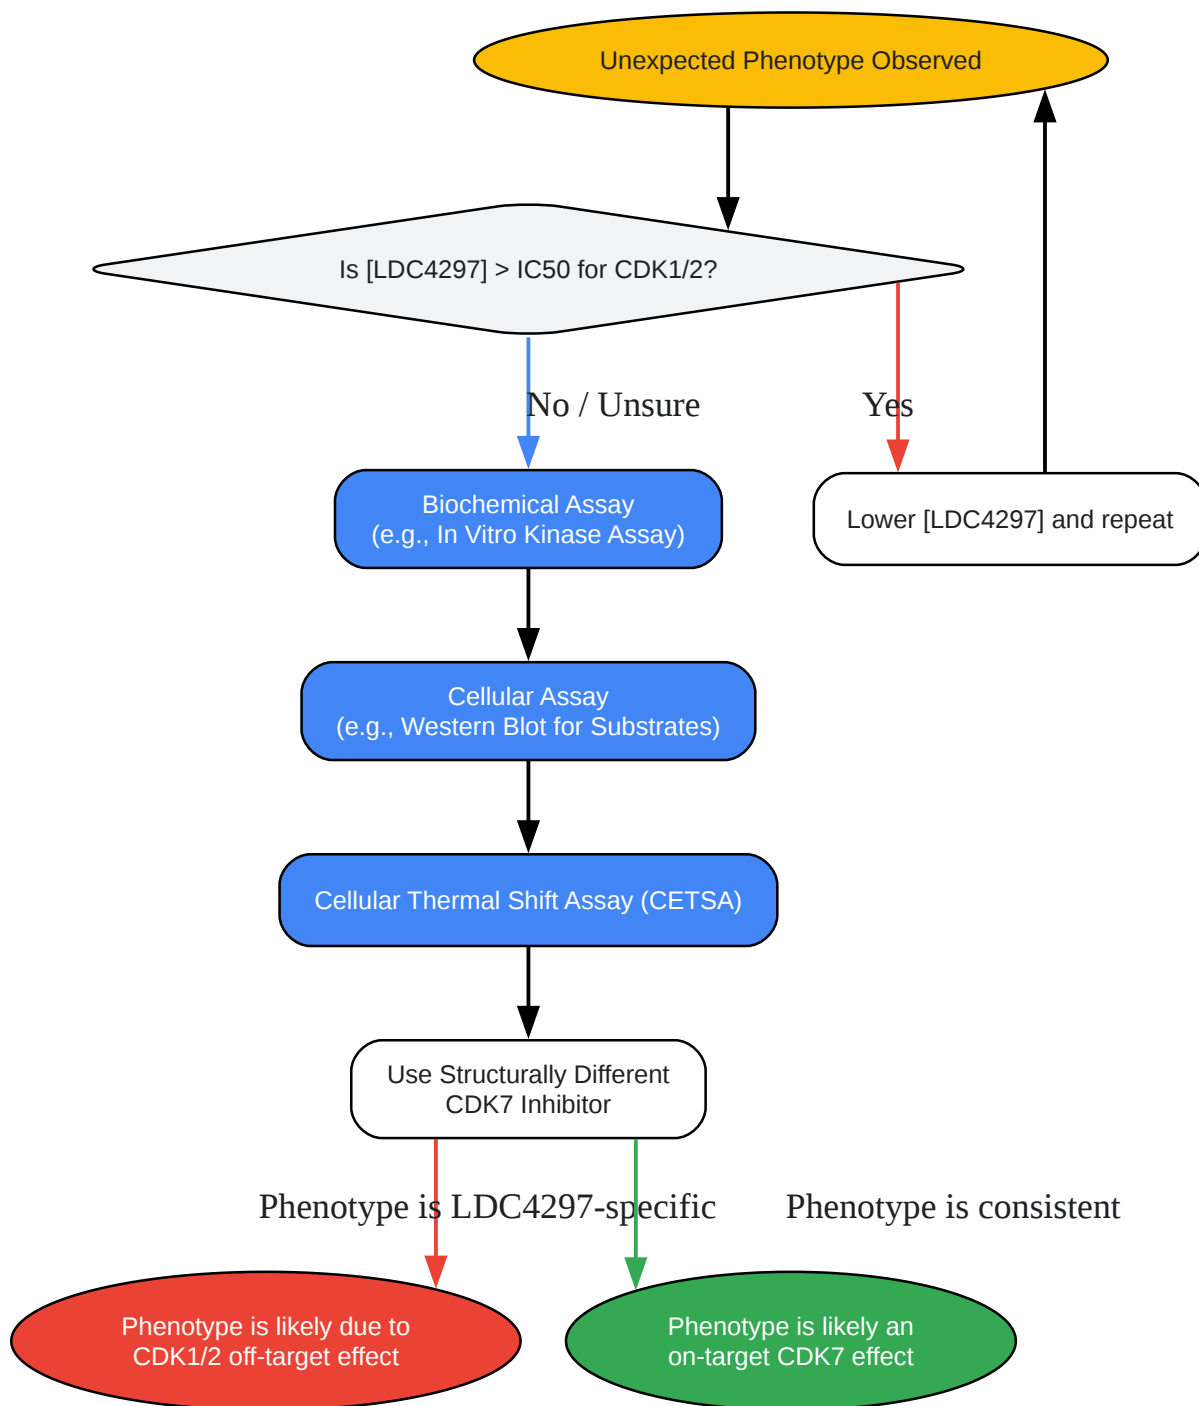 Unexpected Phenotype Observed
Is [LDC4297] > IC50 for CDK1/2?
No / Unsure
Yes
Biochemical Assay
(e.g., In Vitro Kinase Assay)
Lower [LDC4297] and repeat
Cellular Assay
(e.g., Western Blot for Substrates)
Cellular Thermal Shift Assay (CETSA)
Use Structurally Different
CDK7 Inhibitor
Phenotype is LDC4297-specific
Phenotype is consistent
Phenotype is likely due to
CDK1/2 off-target effect
Phenotype is likely an
on-target CDK7 effect